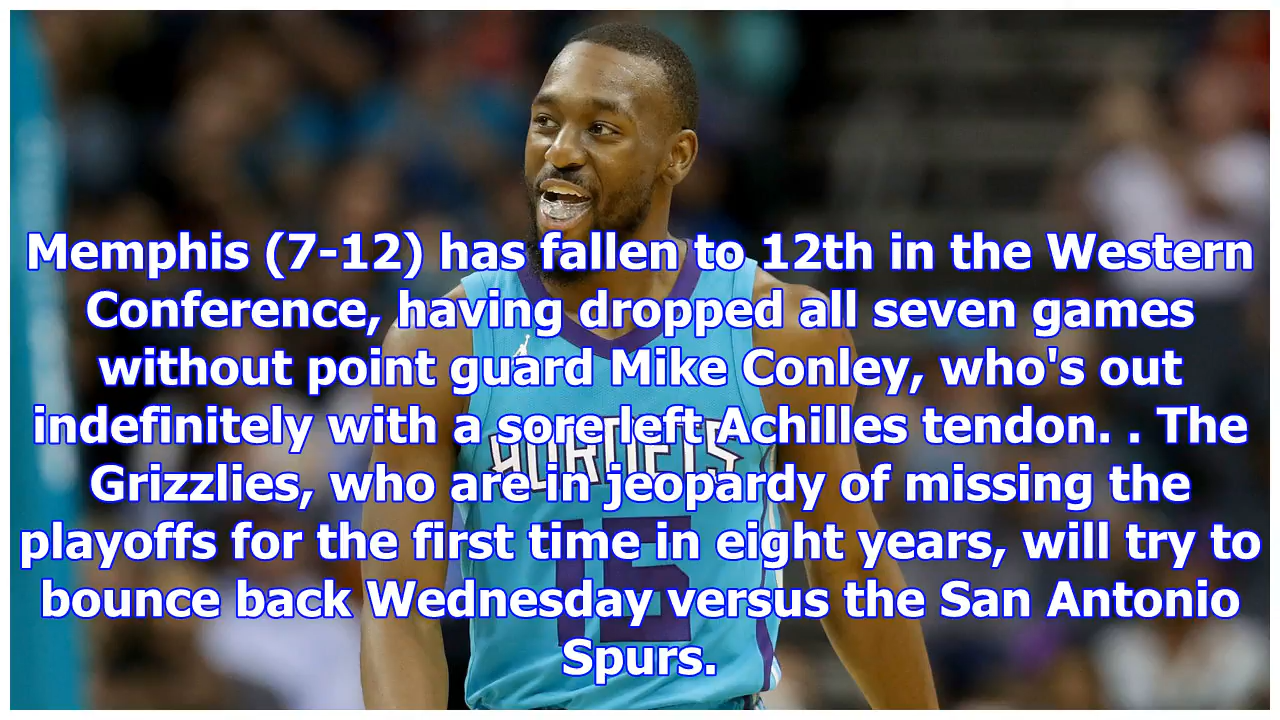 Memphis (7-12) has fallen to 12th in the Western
Conference, having dropped all seven games
without point guard Mike Conley, who's out
indefinitely with a sore left Achilles tendon. . The
HORNETS
Grizzlies, who are in jeopardy of missing the
playoffs for the first time in eight years, will try to
15
bounce back Wednesday versus the San Antonio
Spurs.